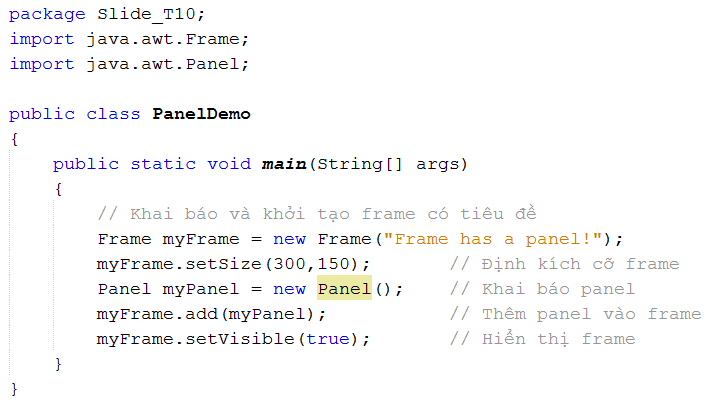 package Slide_T10;
import java.awt.Frame;
import java.awt.Panel;
public class PanelDemo
{
public static void main(String[] args)
{
// Khai báo và khởi tạo frame có tiêu đề
Frame myFrame = new Frame("Frame has a panel!");
myFrame.setSize(300,150); // Định kích cỡ frame
Panel myPanel = new Panel(); // Khai báo panel
myFrame.add(myPanel); // Thêm panel vào frame
myFrame.setVisible(true); // Hiển thị frame
}
}